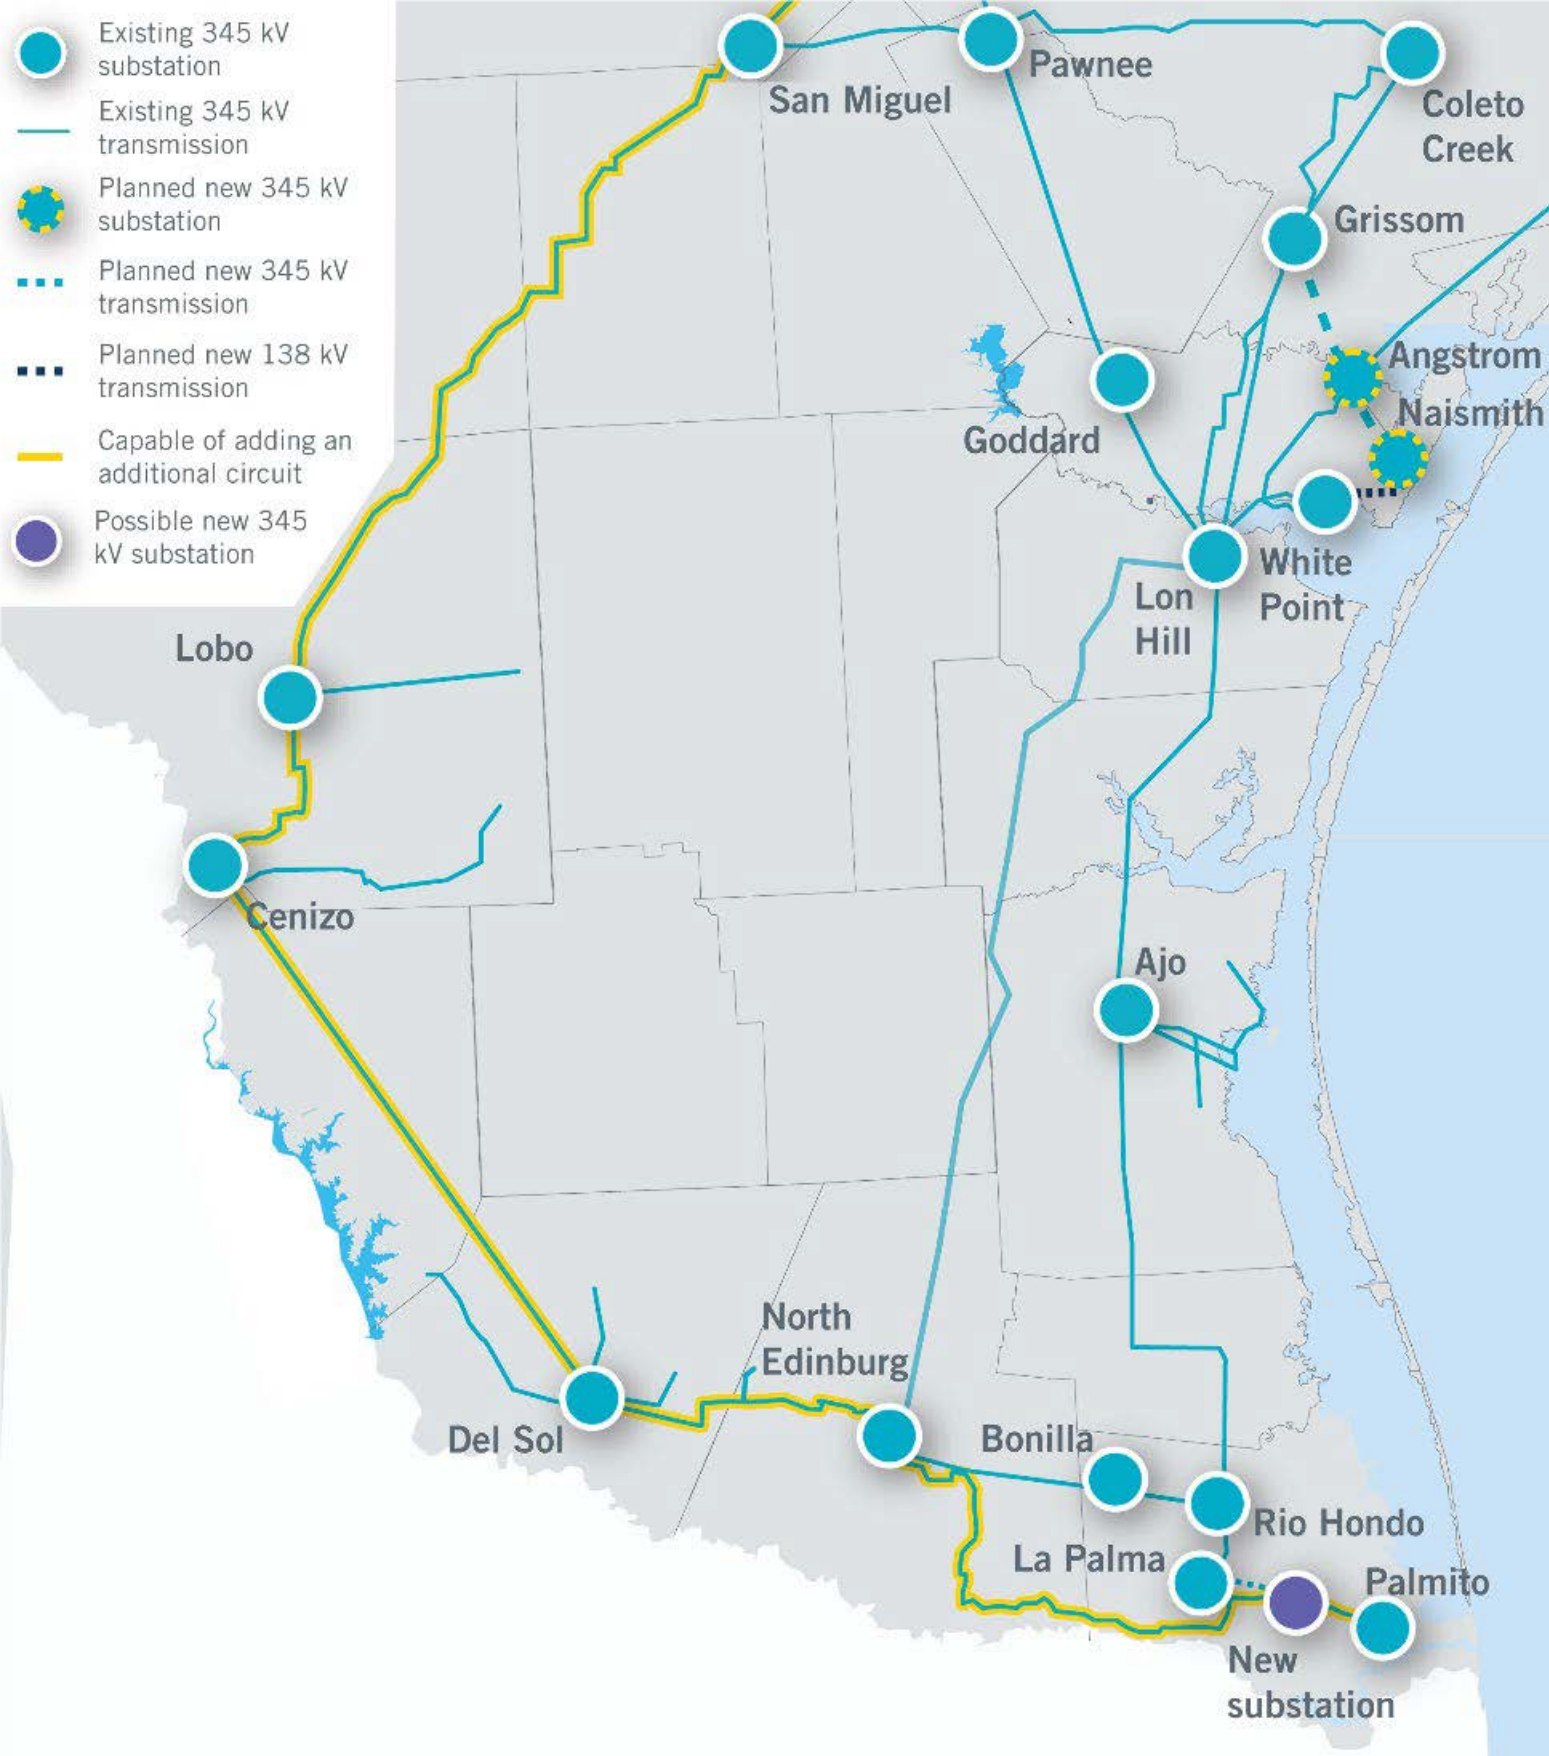 Existing 345 kV
substation
Existing 345 kV
transmission
Planned new 345 kV
substation
Planned new 345 kV
transmission
Planned new 138 kV
transmission
Capable of adding an
additional circuit
Possible new 345
kV substation
San Miguel
Pawnee
Coleto
Creek
Grissom
Angstrom
Naismith
Goddard
White
Point
Lon
Hill
Lobo
Cenizo
Ajo
North
Edinburg
Del Sol
Bonilla
Rio Hondo
La Palma
Palmito
New
substation